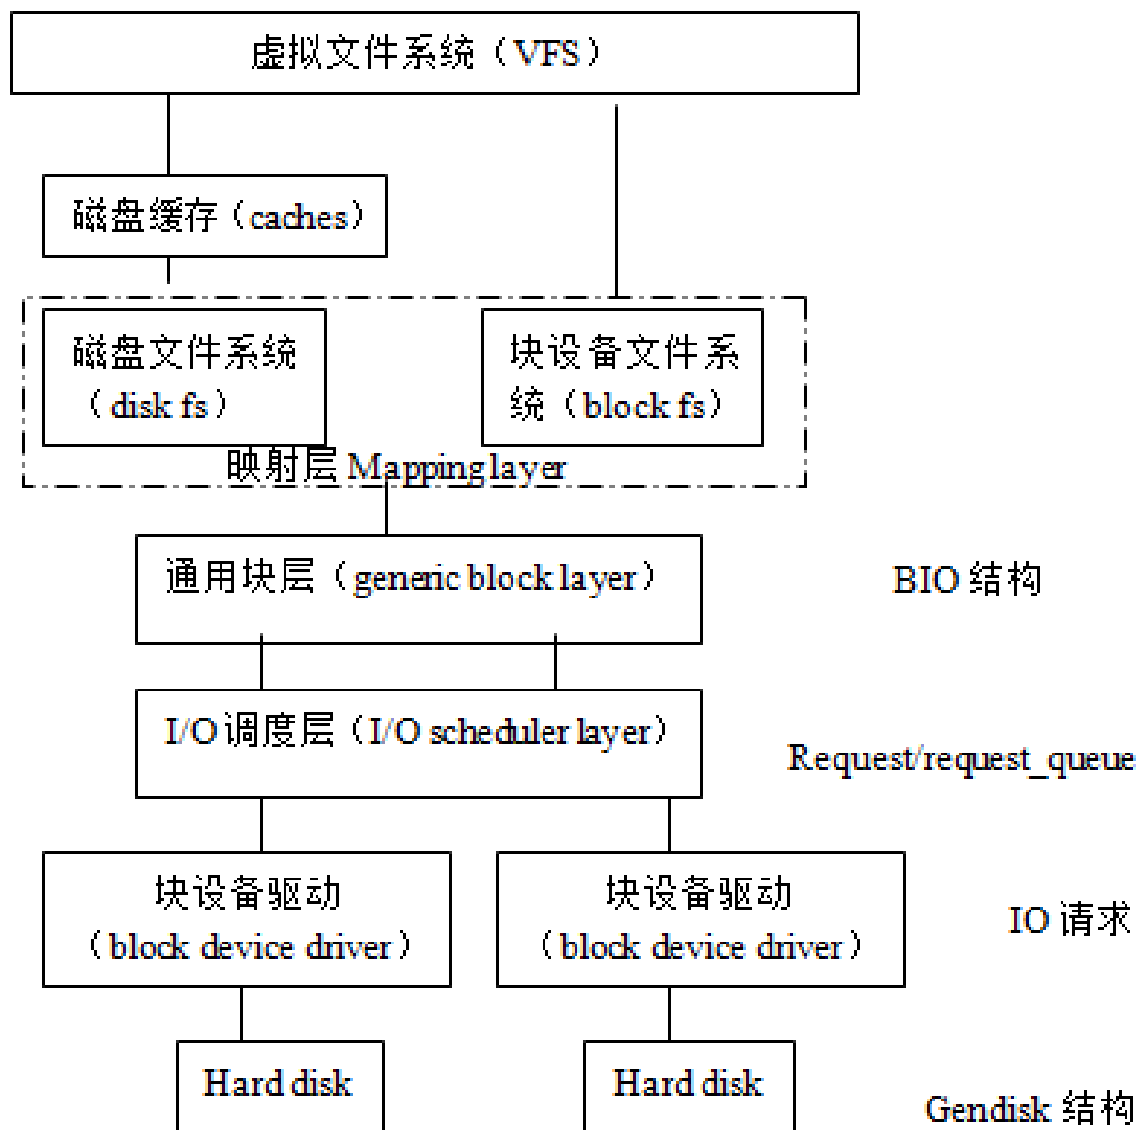 虚拟文件系统（VFS）
磁盘缓存（caches）
磁盘文件系统
（disk fs）
块设备文件系
统（block fs）
映射层 Mapping layer
通用块层（generic block layer）
BIO 结构
I/O 调度层（I/O scheduler layer）
Request/request_queue
块设备驱动
（block device driver）
块设备驱动
（block device driver）
IO 请求
Hard disk
Hard disk
Gendisk 结构